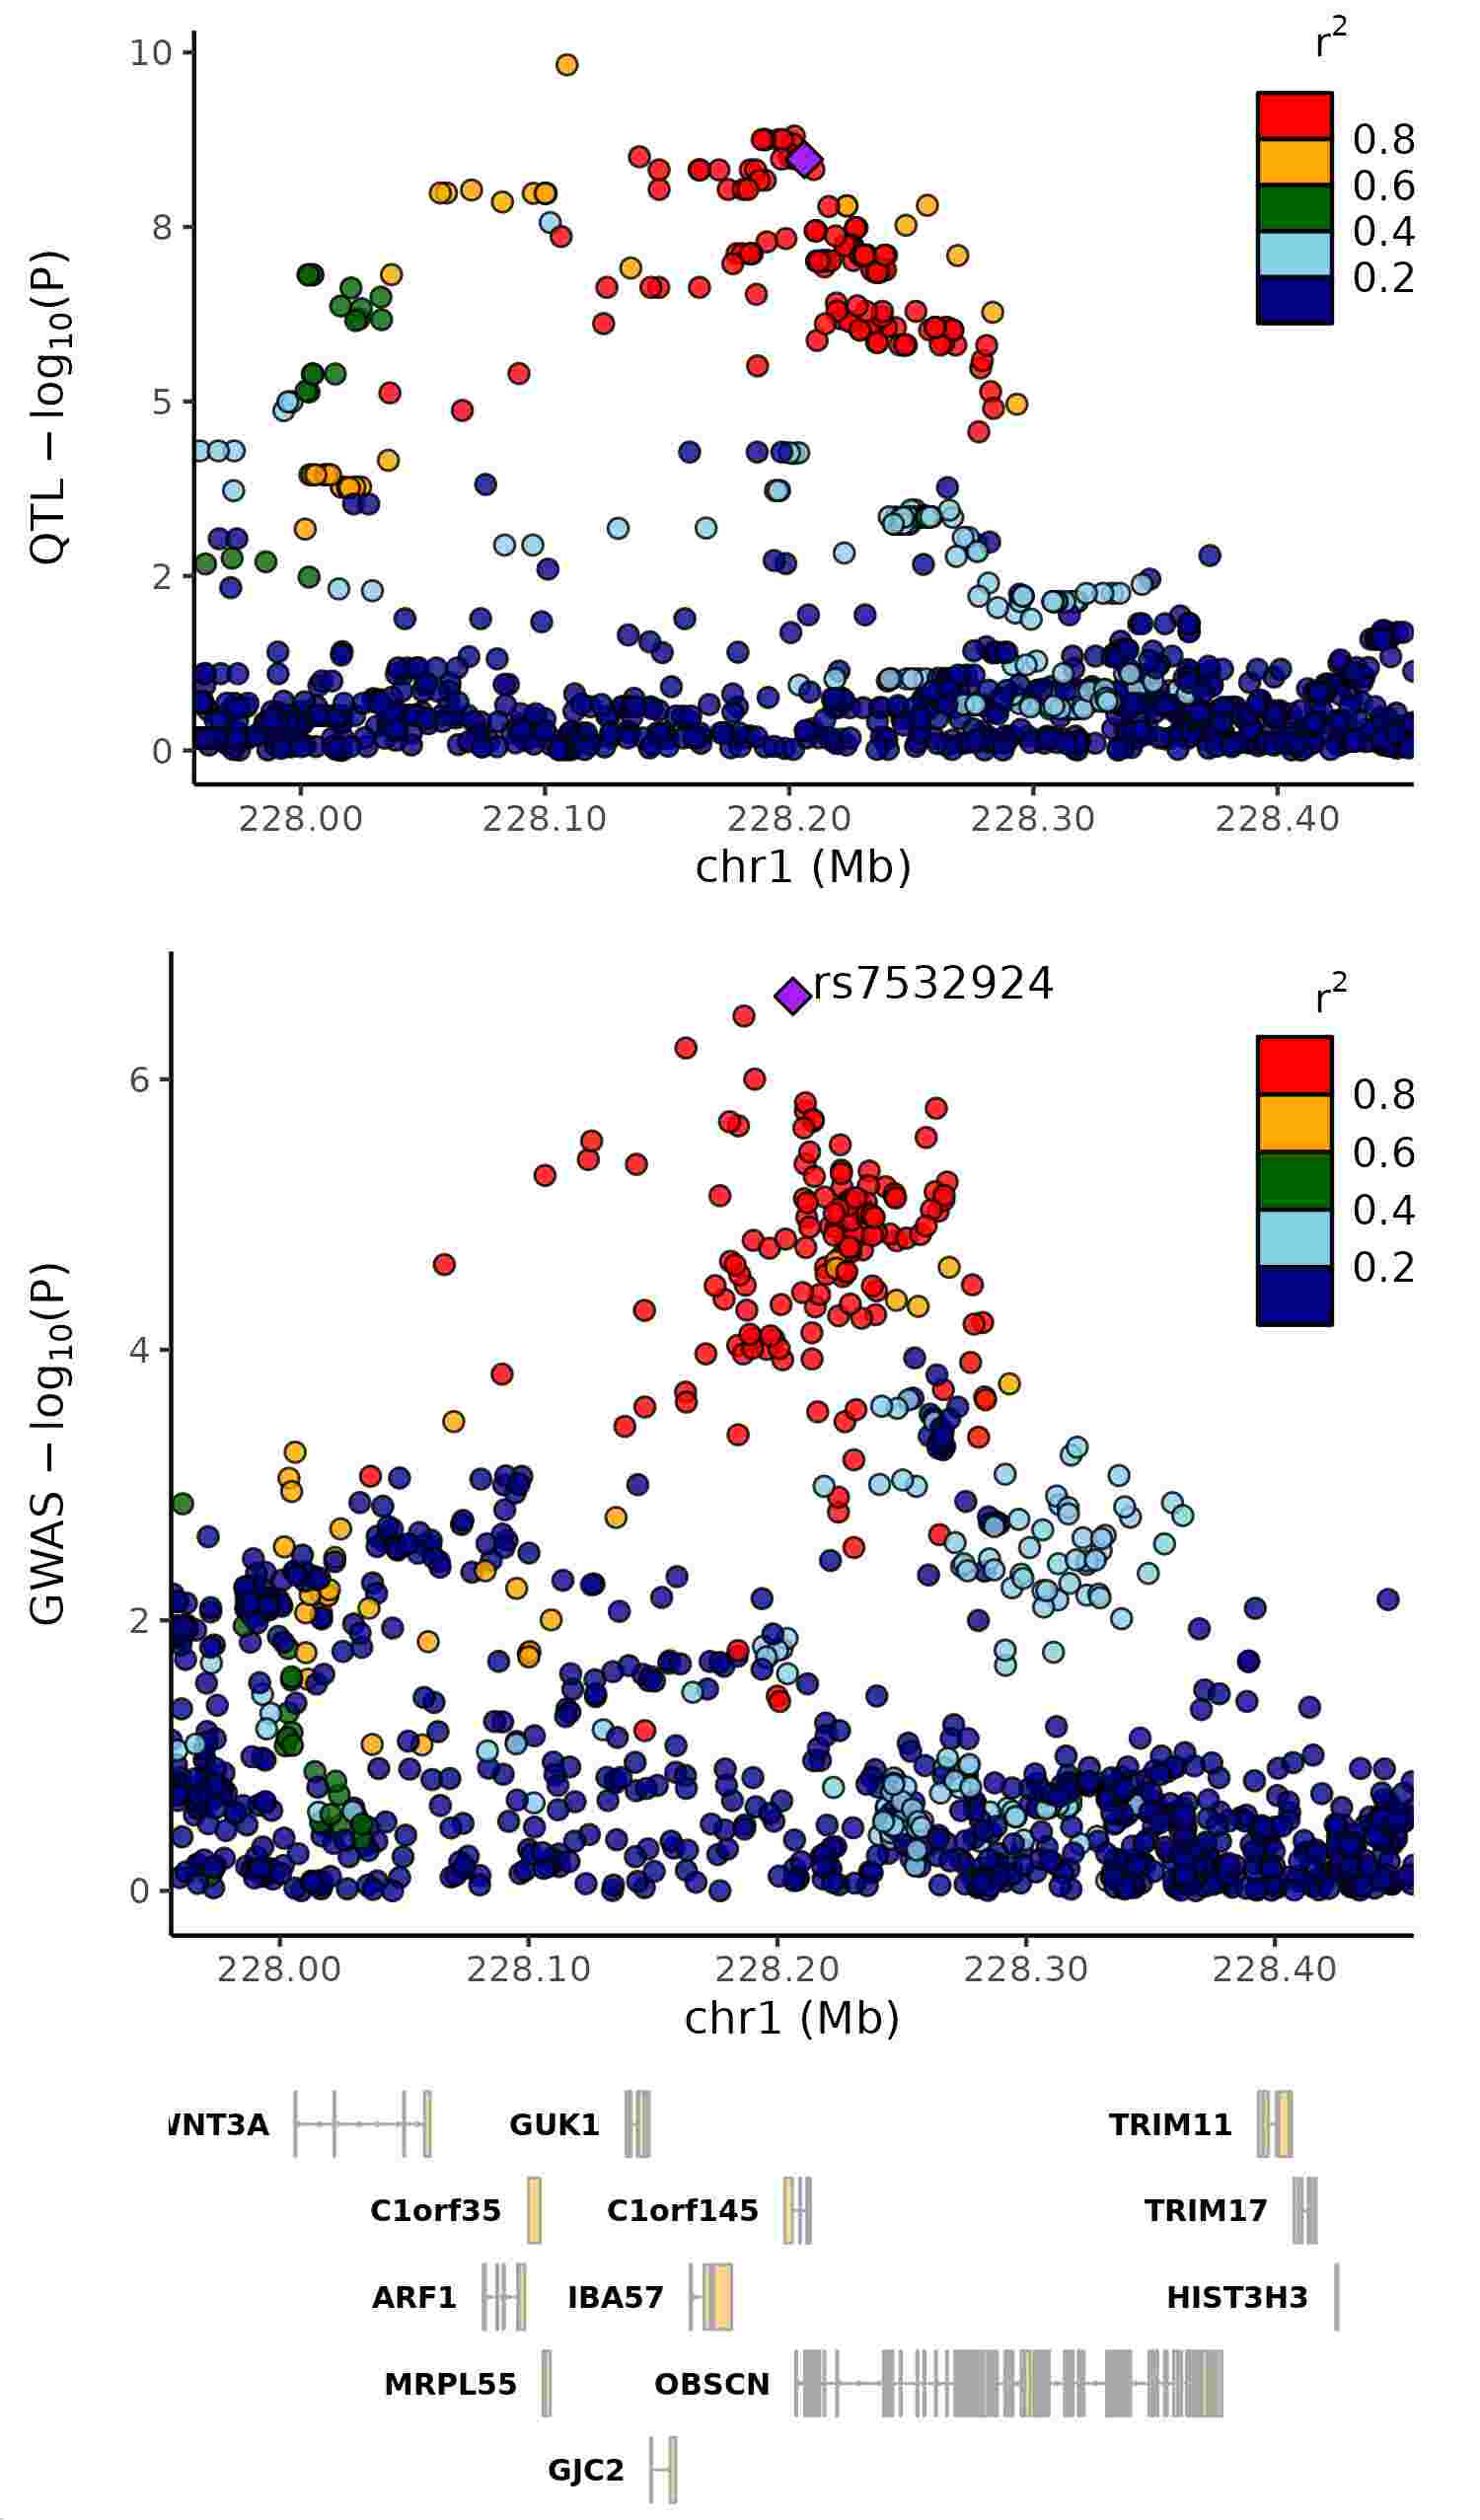 r²
10
8
5
2
0
0.8
0.6
0.4
0.2
QTL − log₁₀(P)
228.00 228.10 228.20 228.30 228.40
chr1 (Mb)
rs7532924
r²
6
4
2
0
0.8
0.6
0.4
0.2
GWAS − log₁₀(P)
228.00 228.10 228.20 228.30 228.40
chr1 (Mb)
WNT3A GUK1 TRIM11
C1orf35 C1orf145 TRIM17
ARF1 IBA57 HIST3H3
MRPL55 OBSCN
GJC2